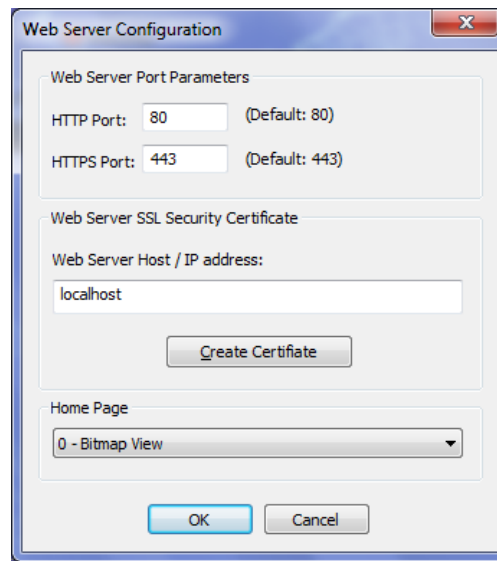 Web Server Configuration
Web Server Port Parameters
HTTP Port: 80 (Default: 80)
HTTPS Port: 443 (Default: 443)
Web Server SSL Security Certificate
Web Server Host / IP address:
localhost
Create Certifiate
Home Page
0 - Bitmap View
OK Cancel